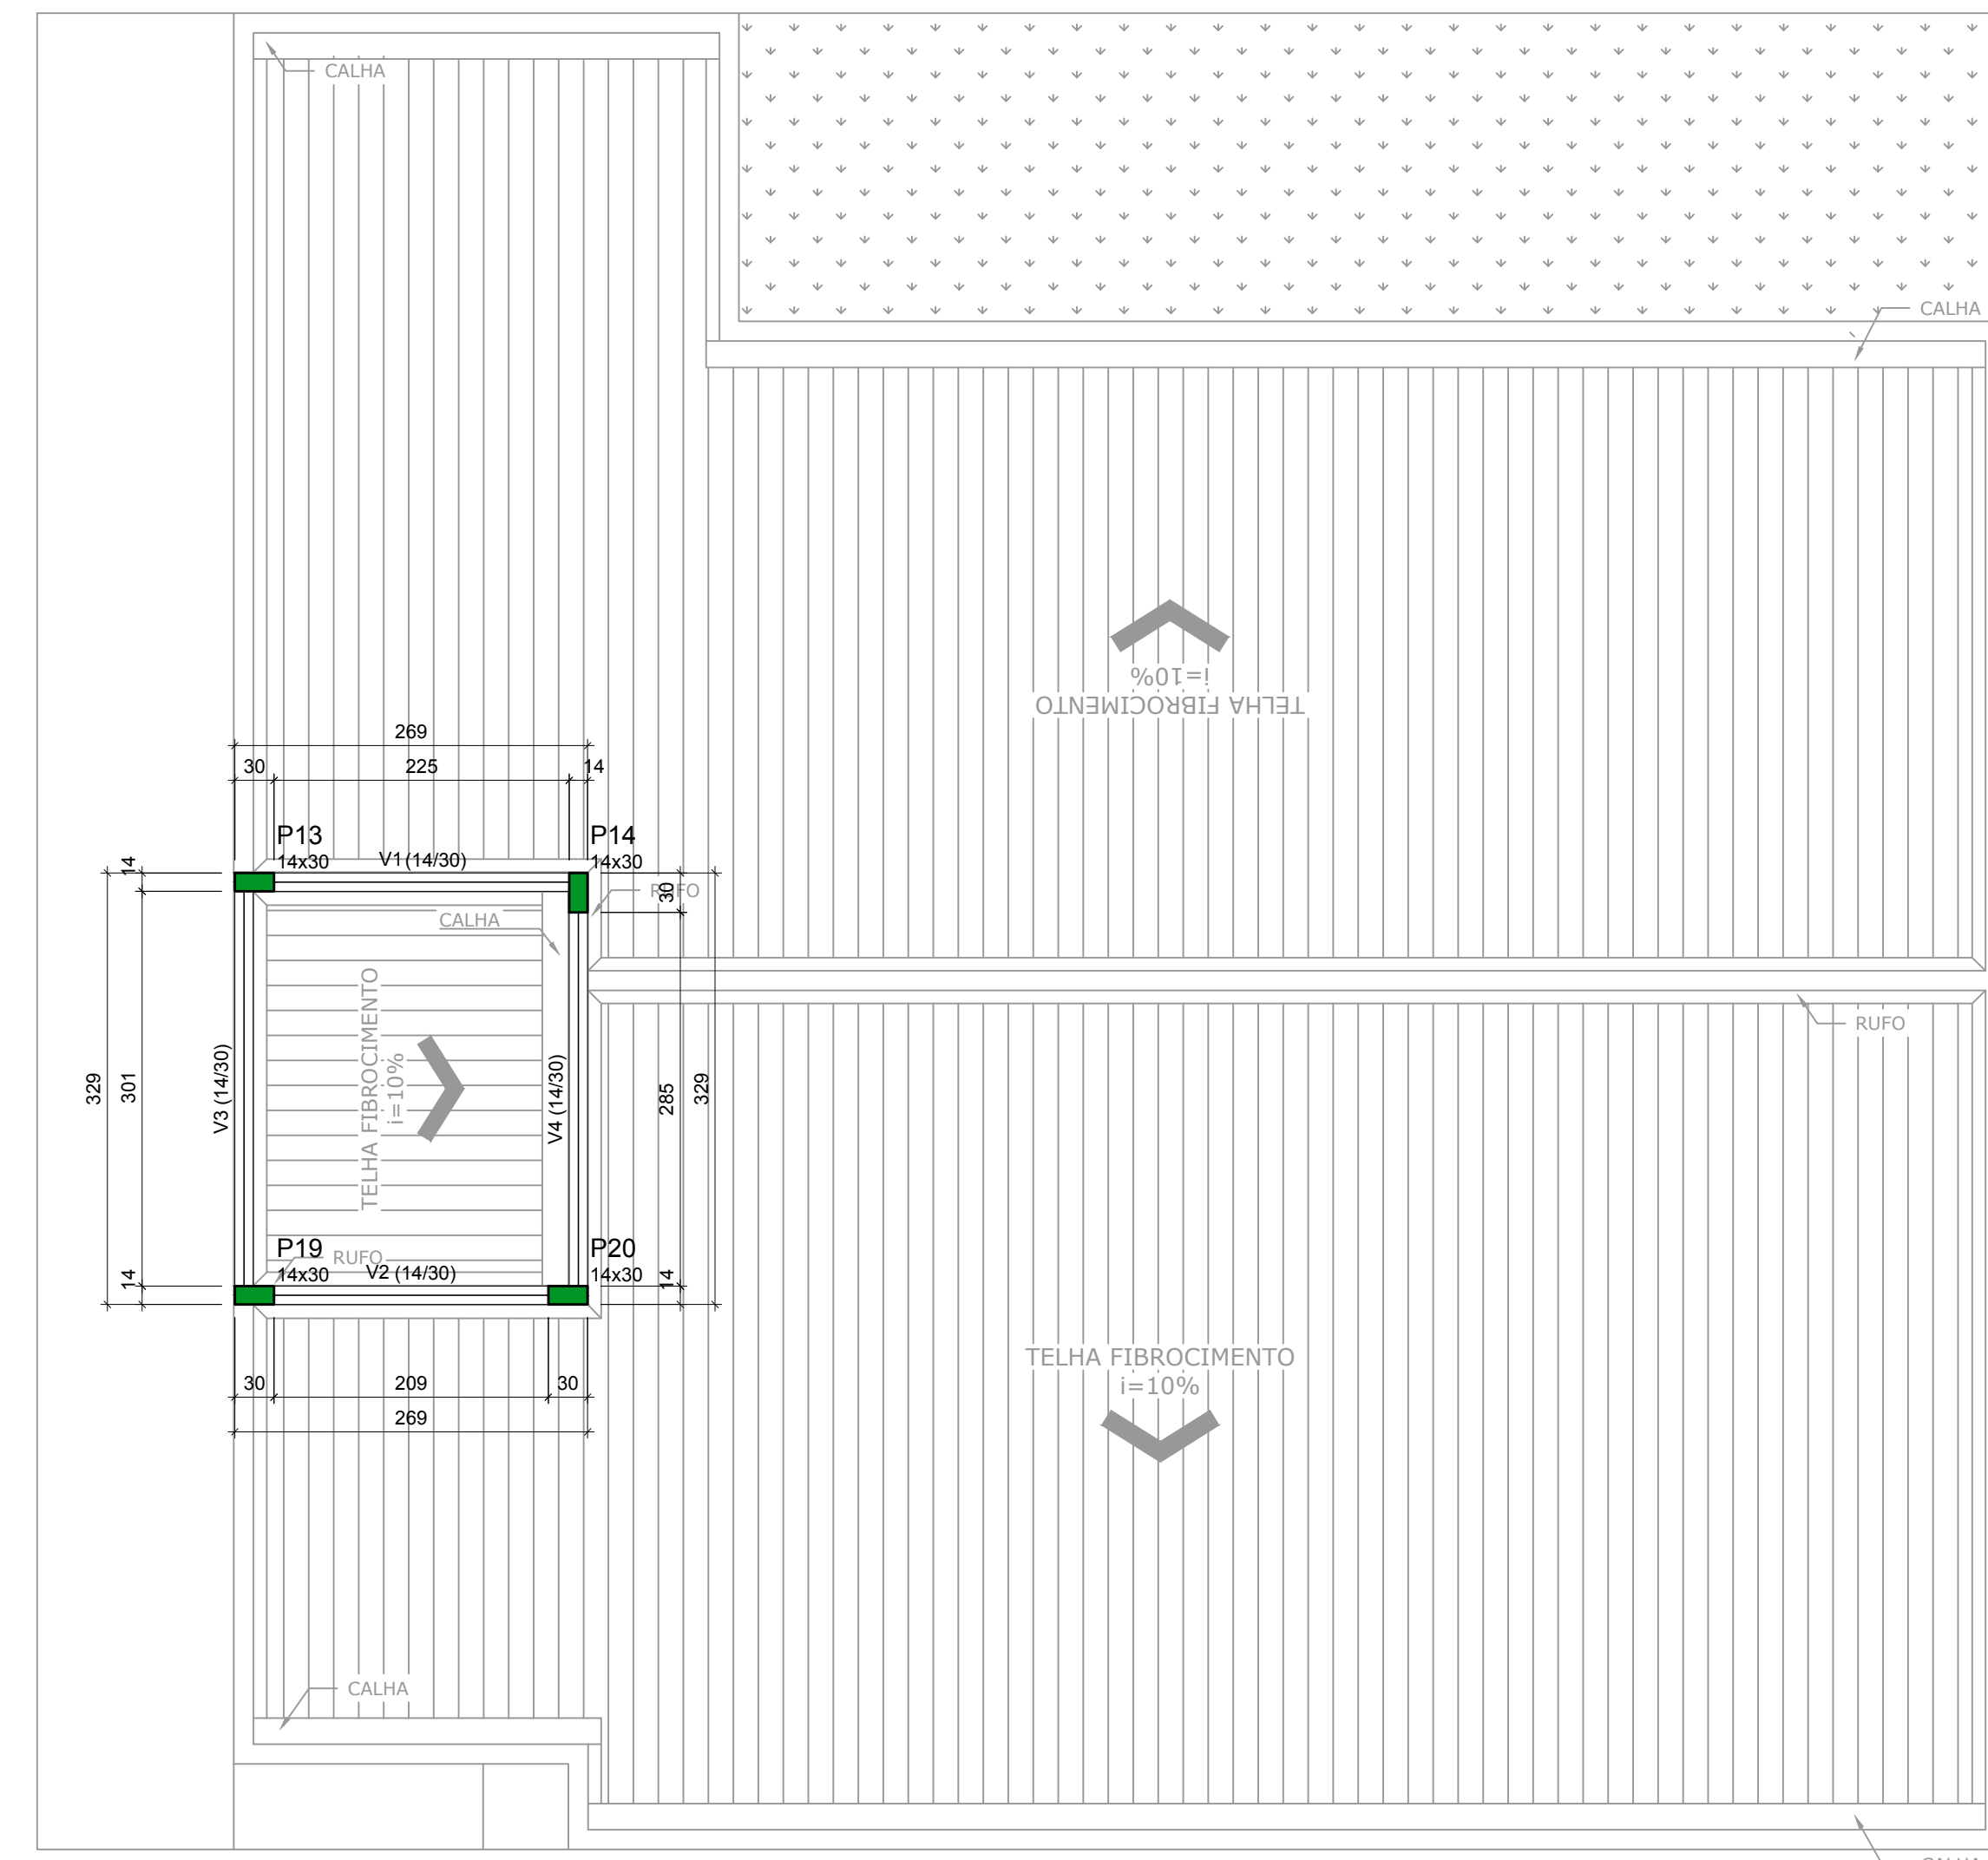 CALHA
CALHA
i=10%
TELHA FIBROCIMENTO
269
30
225
14
P13
14x30
V1 (14/30)
P14
14x30
14
30
RUFO
CALHA
TELHA FIBROCIMENTO
i=10%
329
301
V3 (14/30)
V4 (14/30)
285
329
RUFO
P19
14x30
RUFO
V2 (14/30)
P20
14x30
14
14
TELHA FIBROCIMENTO
i=10%
30
209
30
269
CALHA